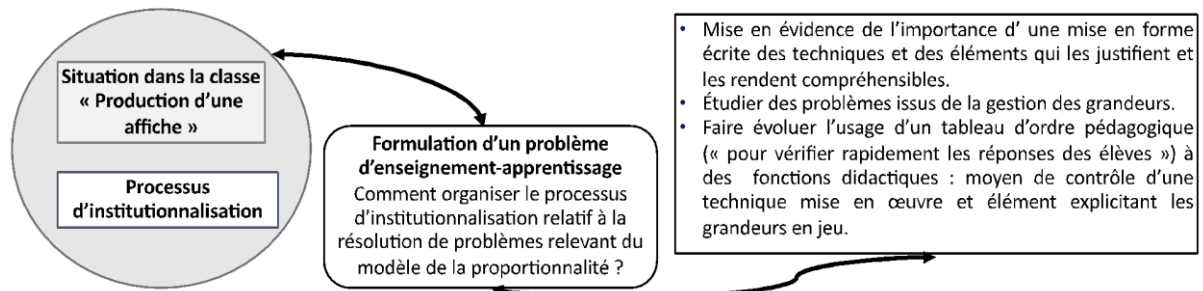 Situation dans la classe
« Production d'une
affiche »
Processus
d'institutionnalisation
Formulation d'un problème
d'enseignement-apprentissage
Comment organiser le processus
d'institutionnalisation relatif à la
résolution de problèmes relevant du
modèle de la proportionnalité ?
• Mise en évidence de l'importance d' une mise en forme
écrite des techniques et des éléments qui les justifient et
les rendent compréhensibles.
• Étudier des problèmes issus de la gestion des grandeurs.
• Faire évoluer l'usage d'un tableau d'ordre pédagogique
(« pour vérifier rapidement les réponses des élèves ») à
des fonctions didactiques : moyen de contrôle d'une
technique mise en œuvre et élément explicitant les
grandeurs en jeu.